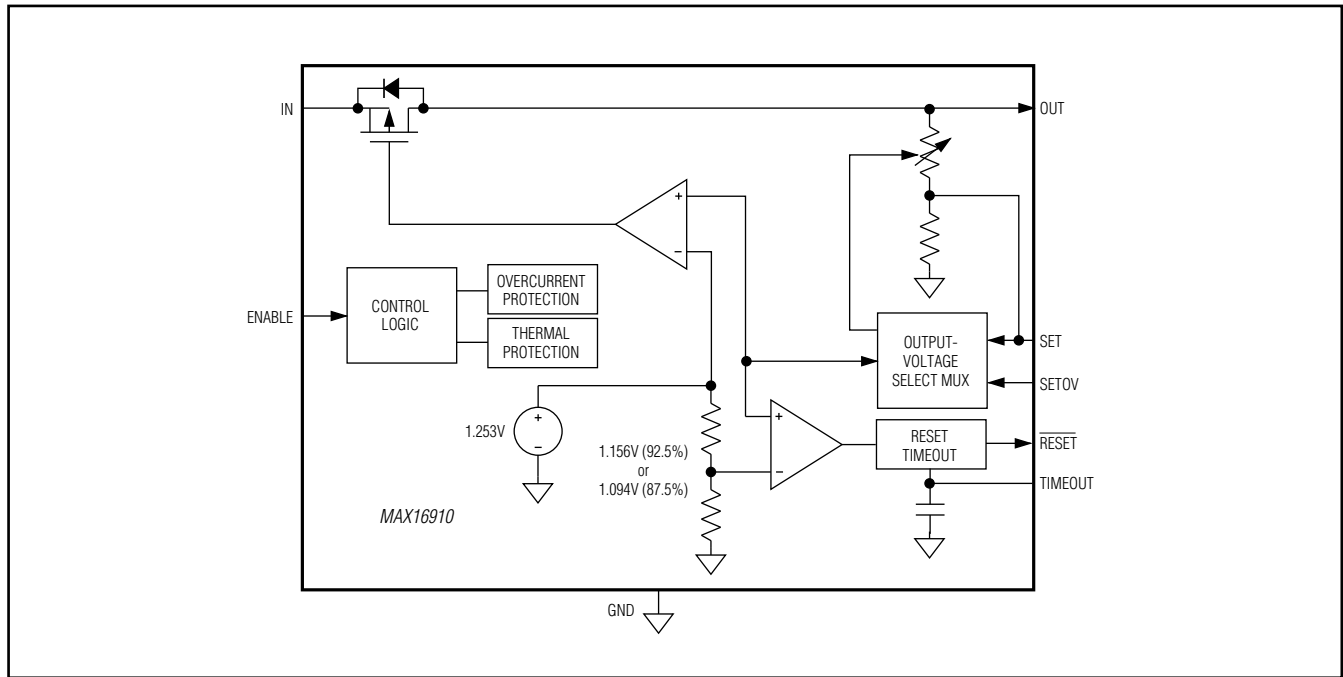 IN
OUT
+
−
OVERCURRENT
PROTECTION
CONTROL
LOGIC
ENABLE
THERMAL
PROTECTION
OUTPUT-
VOLTAGE
SELECT MUX
SET
SETOV
+
−
1.253V
1.156V (92.5%)
or
1.094V (87.5%)
+
−
RESET
TIMEOUT
RESET
TIMEOUT
MAX16910
GND